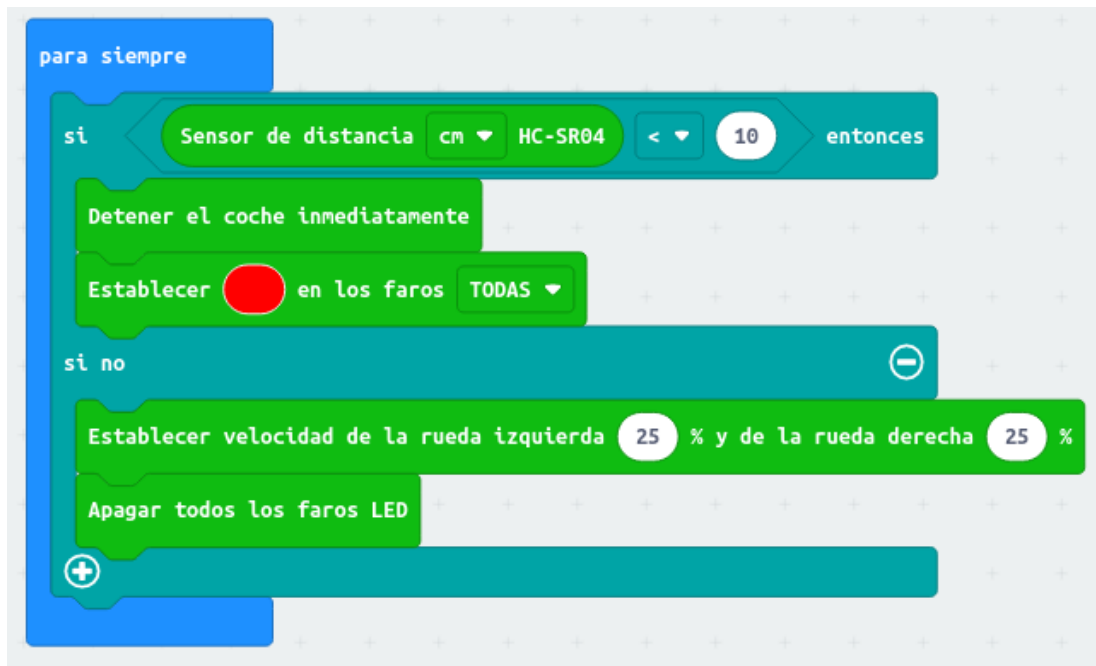 para siempre
si Sensor de distancia cm HC-SR04 < 10 entonces
Detener el coche inmediatamente
Establecer en los faros TODAS
si no
Establecer velocidad de la rueda izquierda 25 % y de la rueda derecha 25 %
Apagar todos los faros LED